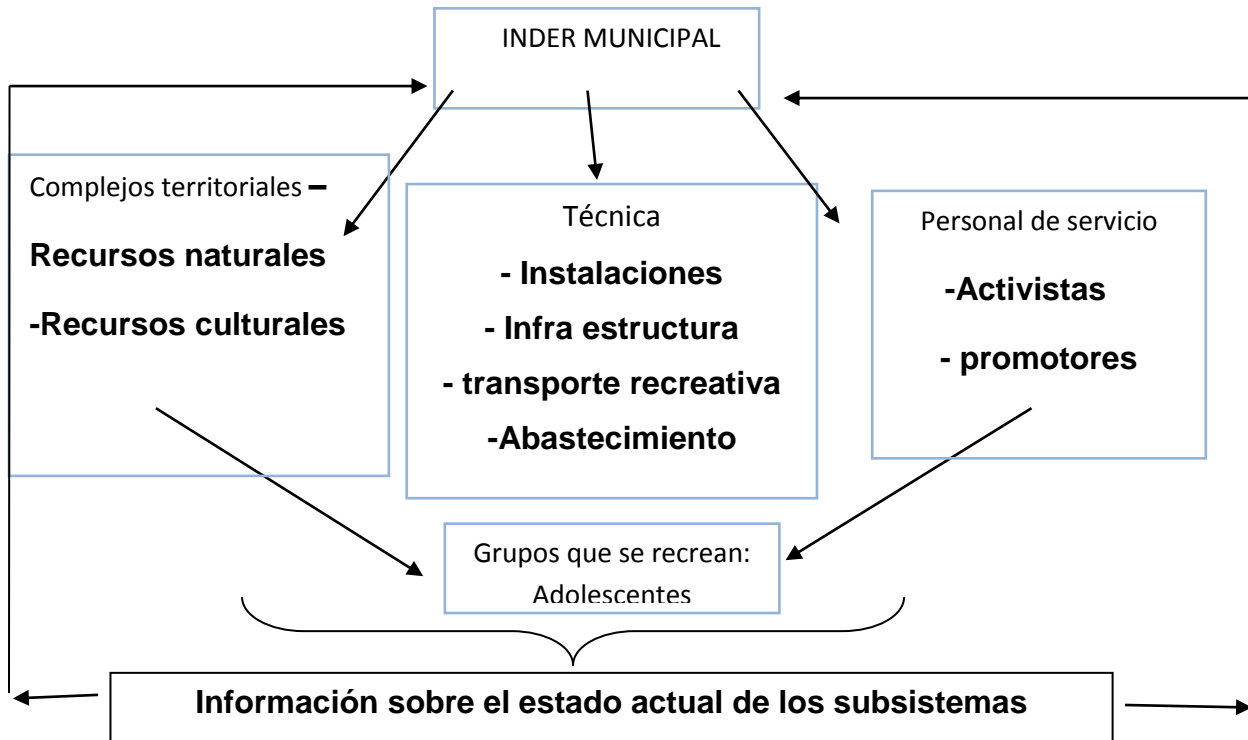 INDER MUNICIPAL
Complejos territoriales –
Recursos naturales
-Recursos culturales
Técnica
- Instalaciones
- Infra estructura
- transporte recreativa
-Abastecimiento
Personal de servicio
-Activistas
- promotores
Grupos que se recrean:
Adolescentes
Información sobre el estado actual de los subsistemas